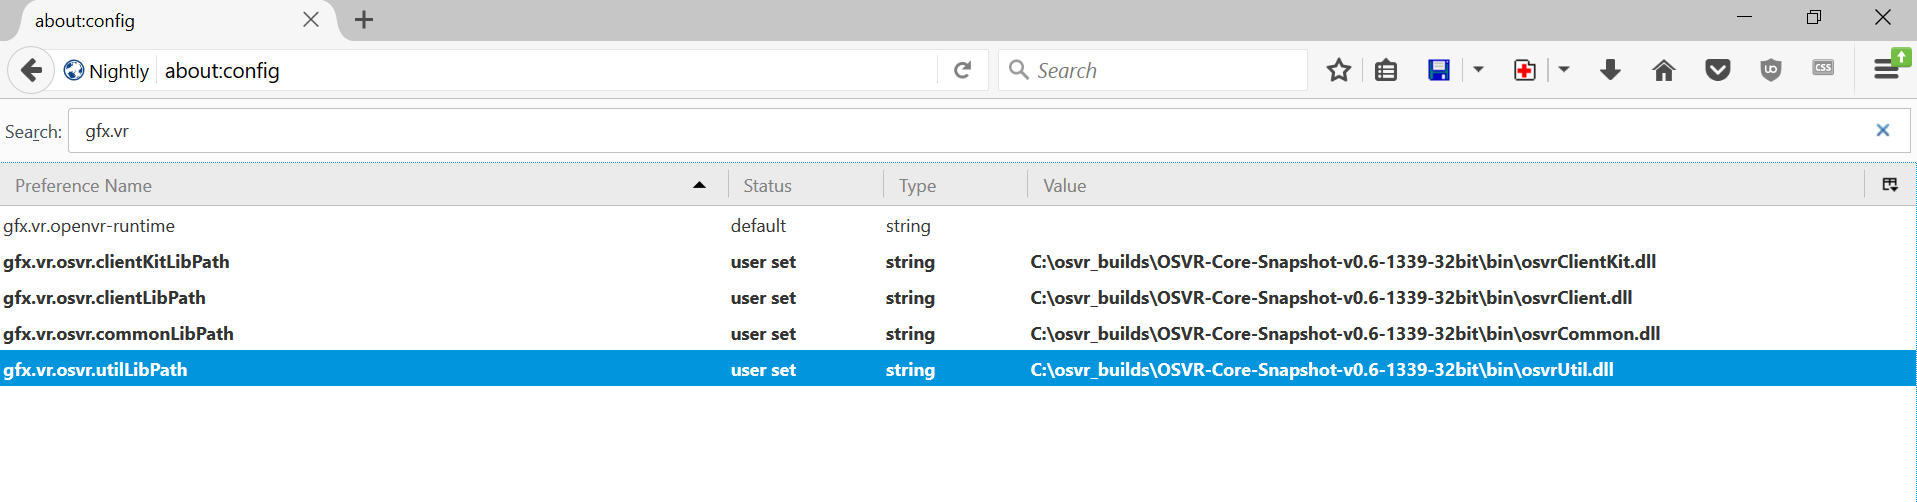 about:config
Nightly about:config Search
CSS
Search: gfx.vr
Preference Name Status Type Value
gfx.vr.openvr-runtime default string
gfx.vr.osvr.clientKitLibPath user set string C:\osvr_builds\OSVR-Core-Snapshot-v0.6-1339-32bit\bin\osvrClientKit.dll
gfx.vr.osvr.clientLibPath user set string C:\osvr_builds\OSVR-Core-Snapshot-v0.6-1339-32bit\bin\osvrClient.dll
gfx.vr.osvr.commonLibPath user set string C:\osvr_builds\OSVR-Core-Snapshot-v0.6-1339-32bit\bin\osvrCommon.dll
gfx.vr.osvr.utilLibPath user set string C:\osvr_builds\OSVR-Core-Snapshot-v0.6-1339-32bit\bin\osvrUtil.dll